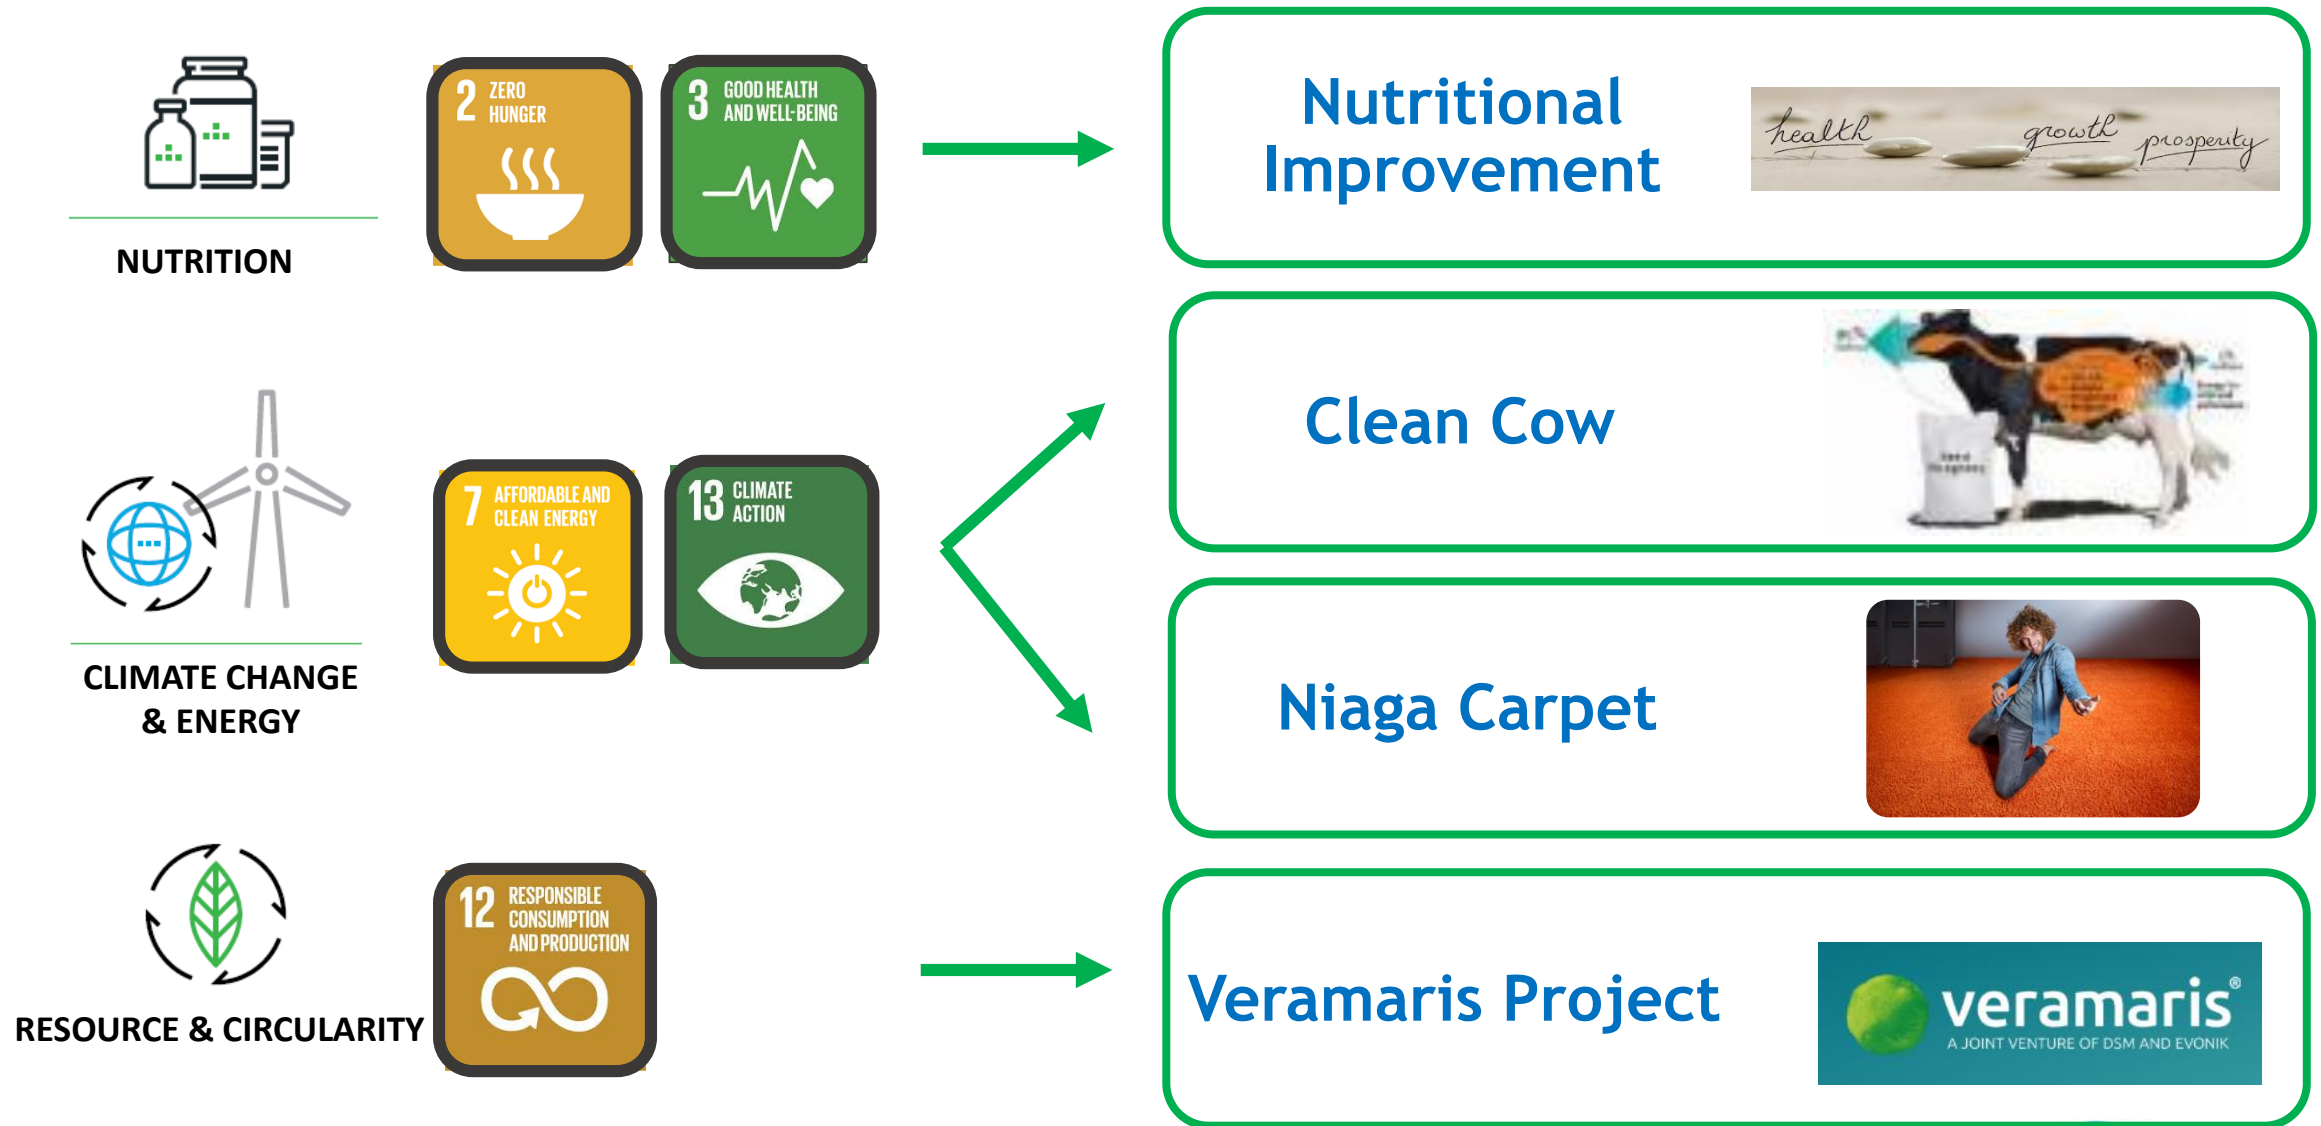 NUTRITION
2 ZERO
HUNGER
3 GOOD HEALTH
AND WELL-BEING
Nutritional
Improvement
health growth prosperity
CLIMATE CHANGE
& ENERGY
7 AFFORDABLE AND
CLEAN ENERGY
13 CLIMATE
ACTION
Clean Cow
Niaga Carpet
RESOURCE & CIRCULARITY
12 RESPONSIBLE
CONSUMPTION
AND PRODUCTION
Veramaris Project
veramaris®
A JOINT VENTURE OF DSM AND EVONIK